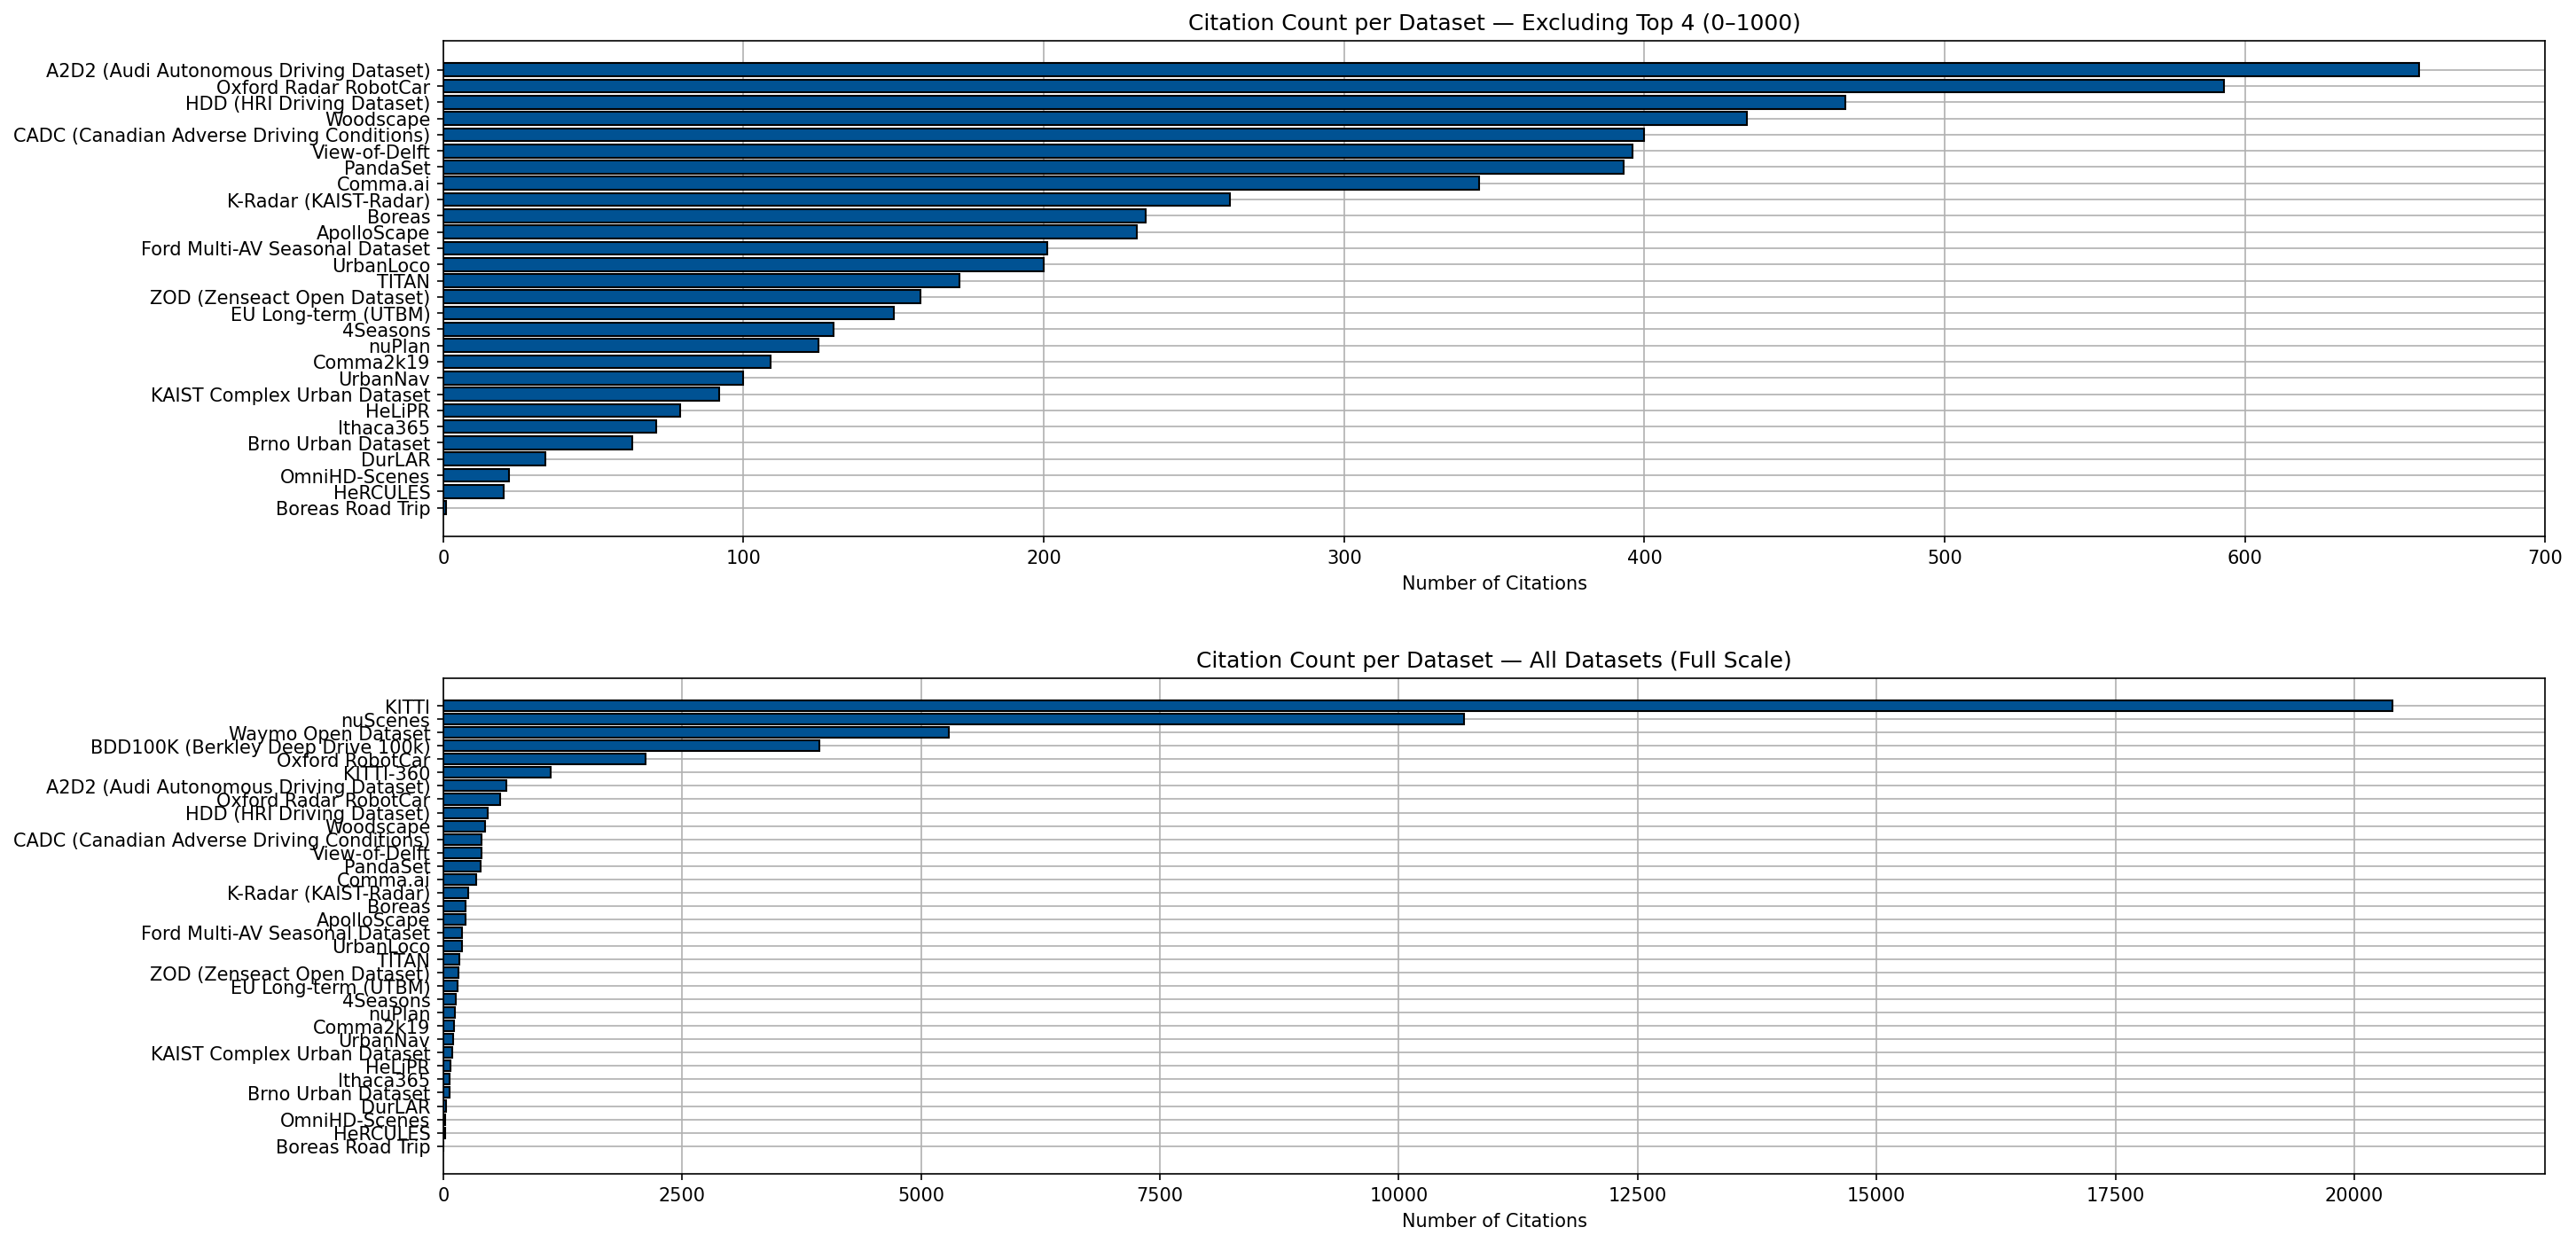 Citation Count per Dataset — Excluding Top 4 (0–1000)
A2D2 (Audi Autonomous Driving Dataset)
Oxford Radar RobotCar
HDD (HRI Driving Dataset)
Woodscape
CADC (Canadian Adverse Driving Conditions)
View-of-Delft
PandaSet
Comma.ai
K-Radar (KAIST-Radar)
Boreas
ApolloScape
Ford Multi-AV Seasonal Dataset
UrbanLoco
TITAN
ZOD (Zenseact Open Dataset)
EU Long-term (UTBM)
4Seasons
nuPlan
Comma2k19
UrbanNav
KAIST Complex Urban Dataset
HeLiPR
Ithaca365
Brno Urban Dataset
DurLAR
OmniHD-Scenes
HeRCULES
Boreas Road Trip
0 100 200 300 400 500 600 700
Number of Citations
Citation Count per Dataset — All Datasets (Full Scale)
KITTI
nuScenes
Waymo Open Dataset
BDD100K (Berkley Deep Drive 100k)
Oxford RobotCar
KITTI-360
A2D2 (Audi Autonomous Driving Dataset)
Oxford Radar RobotCar
HDD (HRI Driving Dataset)
Woodscape
CADC (Canadian Adverse Driving Conditions)
View-of-Delft
PandaSet
Comma.ai
K-Radar (KAIST-Radar)
Boreas
ApolloScape
Ford Multi-AV Seasonal Dataset
UrbanLoco
TITAN
ZOD (Zenseact Open Dataset)
EU Long-term (UTBM)
4Seasons
nuPlan
Comma2k19
UrbanNav
KAIST Complex Urban Dataset
HeLiPR
Ithaca365
Brno Urban Dataset
DurLAR
OmniHD-Scenes
HeRCULES
Boreas Road Trip
0 2500 5000 7500 10000 12500 15000 17500 20000
Number of Citations